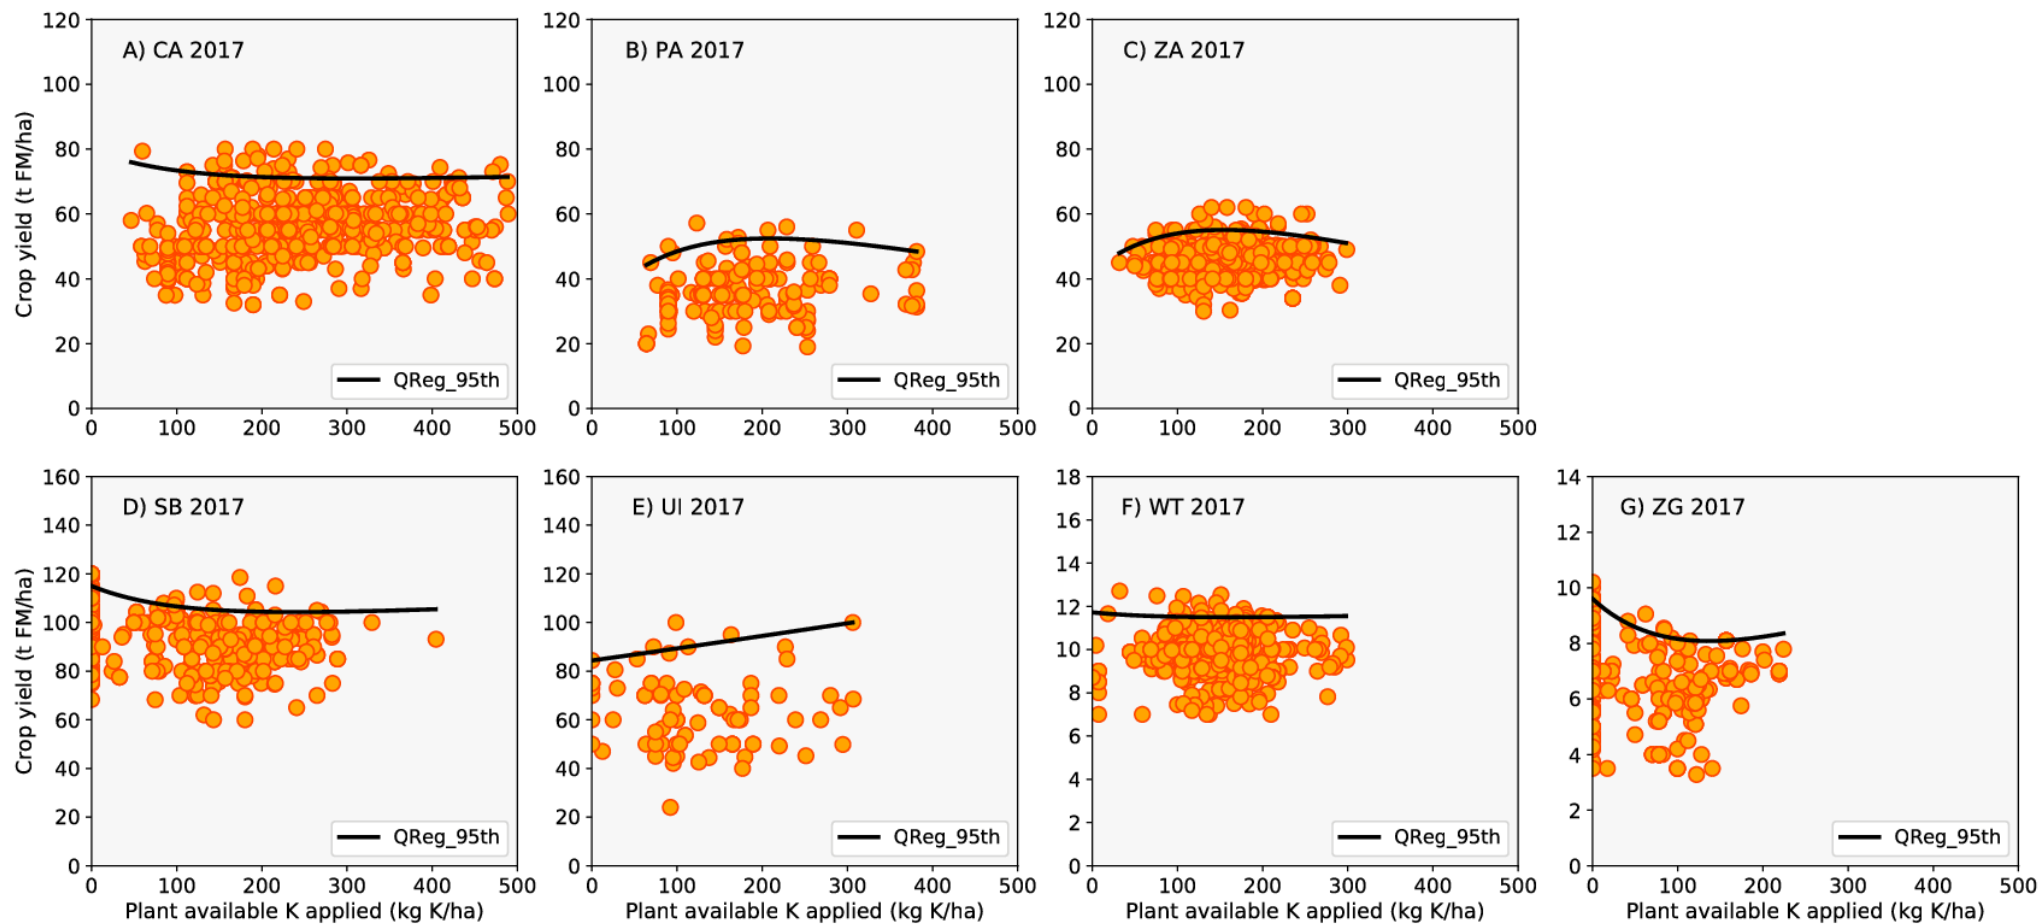 A) CA 2017
B) PA 2017
C) ZA 2017
120 100 80 60 40 20 0
120 100 80 60 40 20 0
120 100 80 60 40 20 0
Crop yield (t FM/ha)
QReg_95th
QReg_95th
QReg_95th
0 100 200 300 400 500
0 100 200 300 400 500
0 100 200 300 400 500
D) SB 2017
E) UI 2017
F) WT 2017
G) ZG 2017
160 140 120 100 80 60 40 20 0
160 140 120 100 80 60 40 20 0
18 16 14 12 10 8 6 4 2 0
14 12 10 8 6 4 2 0
Crop yield (t FM/ha)
QReg_95th
QReg_95th
QReg_95th
QReg_95th
0 100 200 300 400 500
0 100 200 300 400 500
0 100 200 300 400 500
0 100 200 300 400 500
Plant available K applied (kg K/ha)
Plant available K applied (kg K/ha)
Plant available K applied (kg K/ha)
Plant available K applied (kg K/ha)